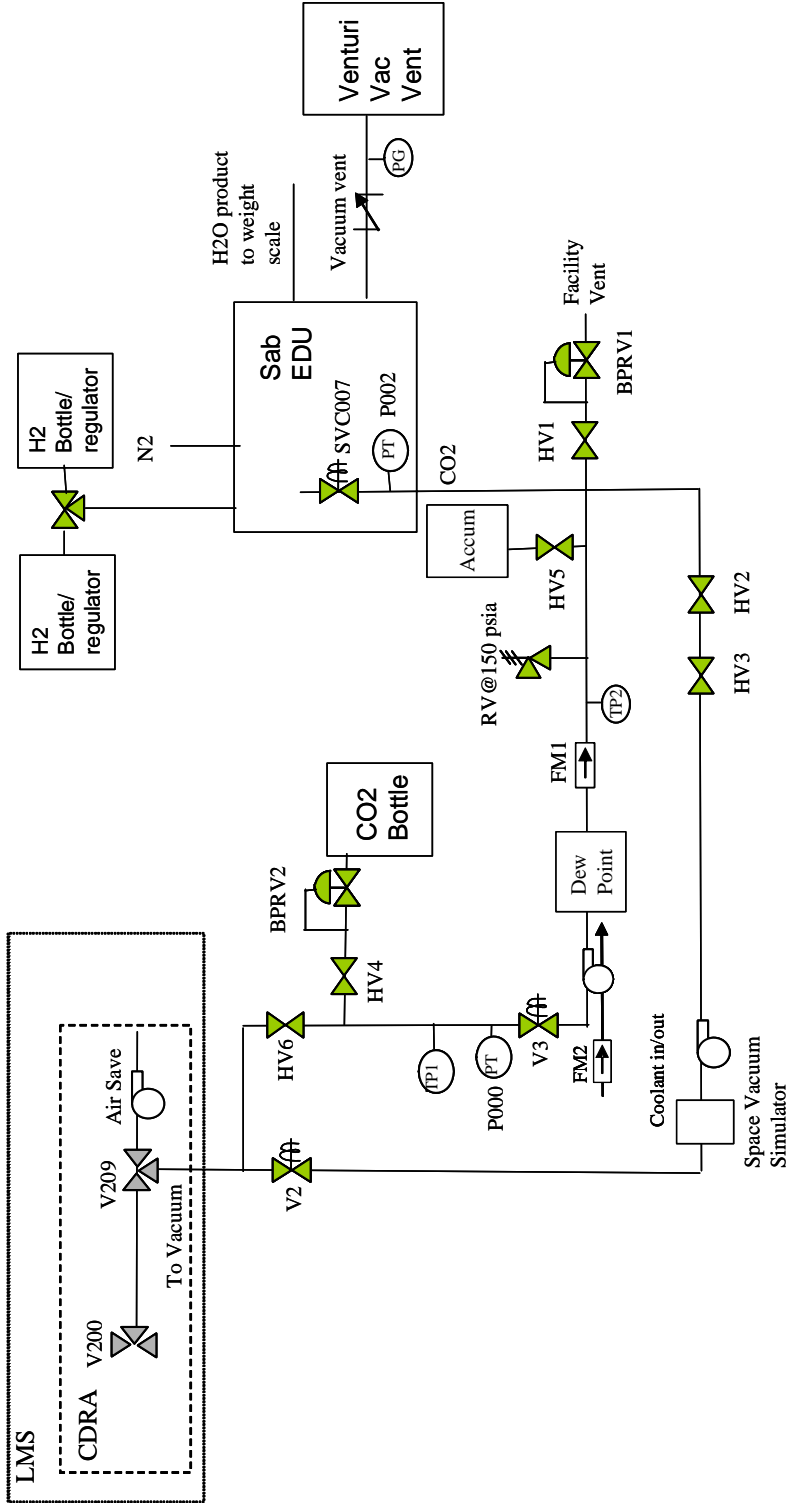 LMS
CDRA
V200
V209
Air Save
To Vacuum
V2
HV6
HV4
BPRV2
CO2
Bottle
TP1
P000
PT
V3
FM2
Dew
Point
FM1
TP2
RV@150 psia
HV5
Accum
HV1
BPRV1
Facility
Vent
HV2
HV3
Coolant in/out
Space Vacuum
Simulator
H2
Bottle/
regulator
H2
Bottle/
regulator
N2
Sab
EDU
SVC007
PT
P002
CO2
H2O product
to weight
scale
Vacuum vent
PG
Venturi
Vac
Vent